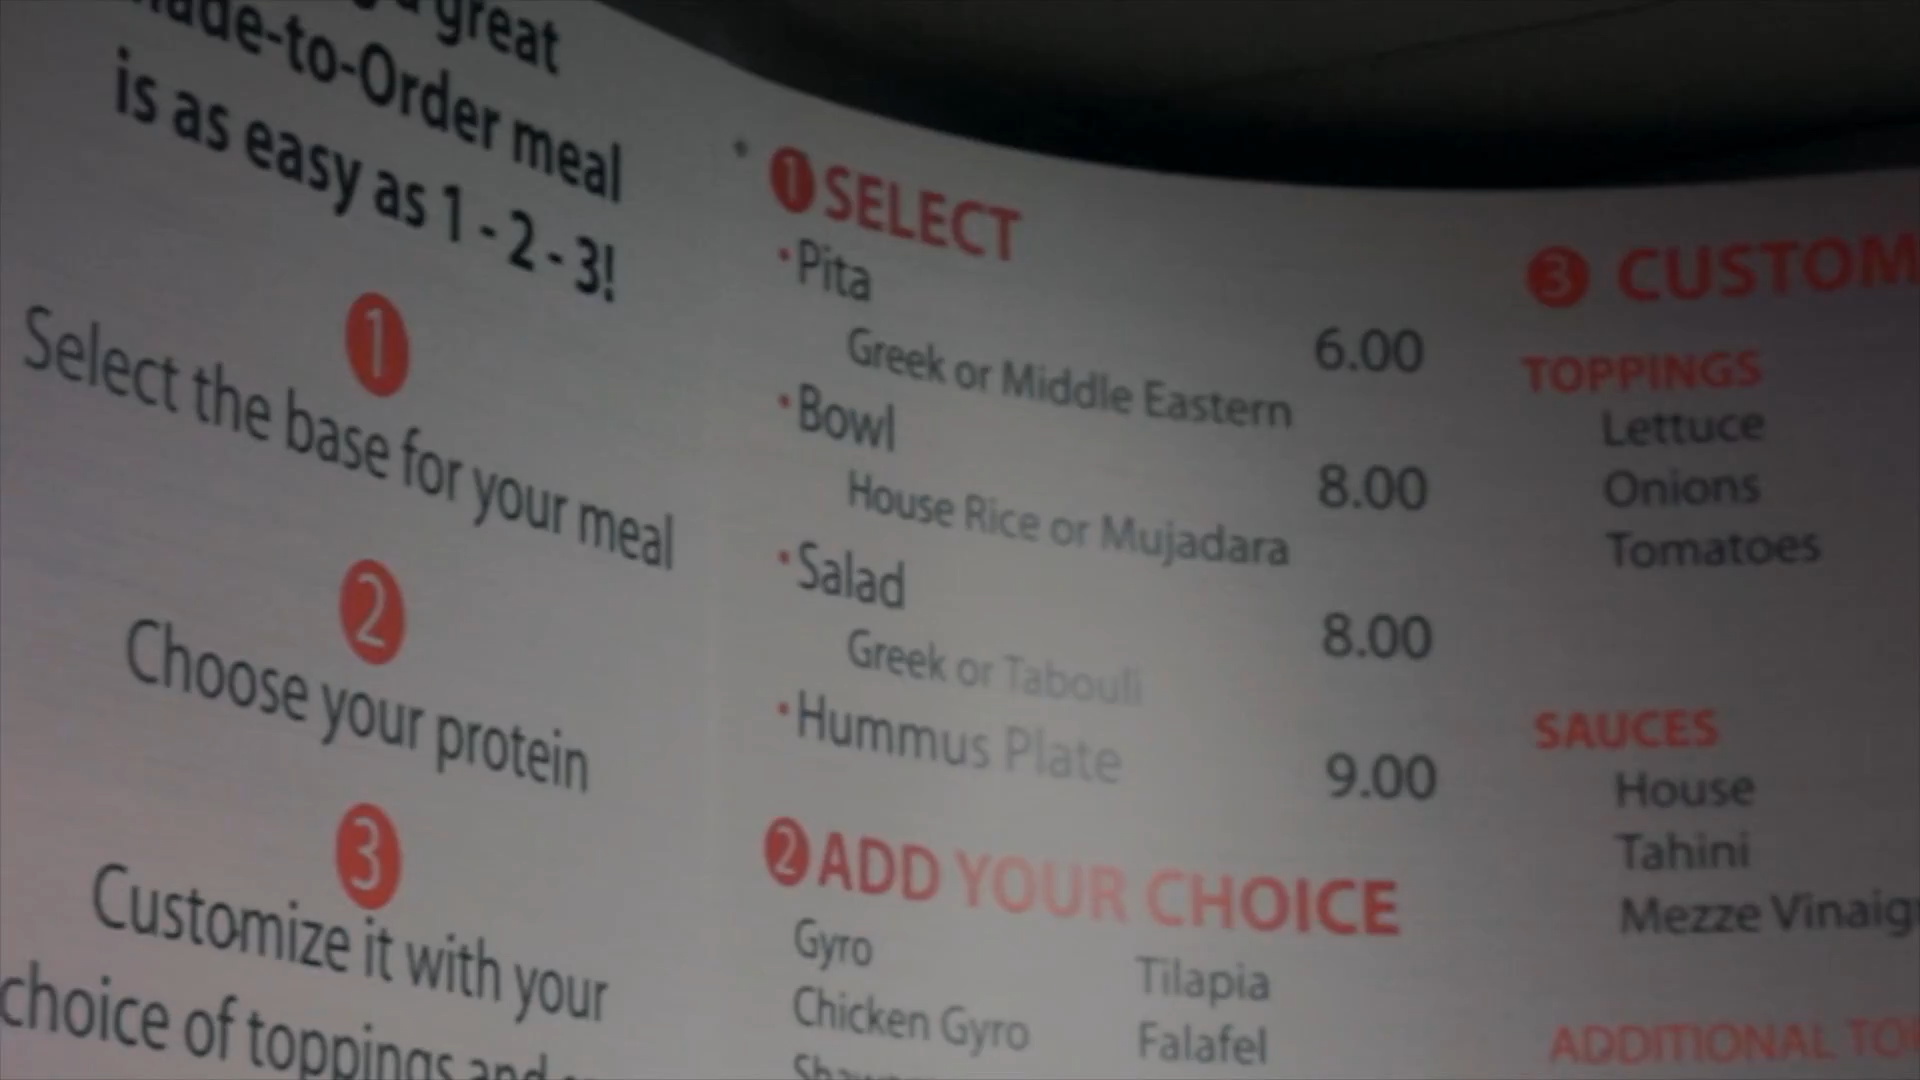 great
Made-to-Order meal
is as easy as 1 - 2 - 3!
1
Select the base for your meal
2
Choose your protein
3
Customize it with your
choice of toppings and
1 SELECT
• Pita
Greek or Middle Eastern 6.00
• Bowl
House Rice or Mujadara 8.00
• Salad
Greek or Tabouli 8.00
• Hummus Plate 9.00
2 ADD YOUR CHOICE
Gyro
Chicken Gyro
Tilapia
Falafel
3 CUSTOM
TOPPINGS
Lettuce
Onions
Tomatoes
SAUCES
House
Tahini
Mezze Vinaig
ADDITIONAL TO